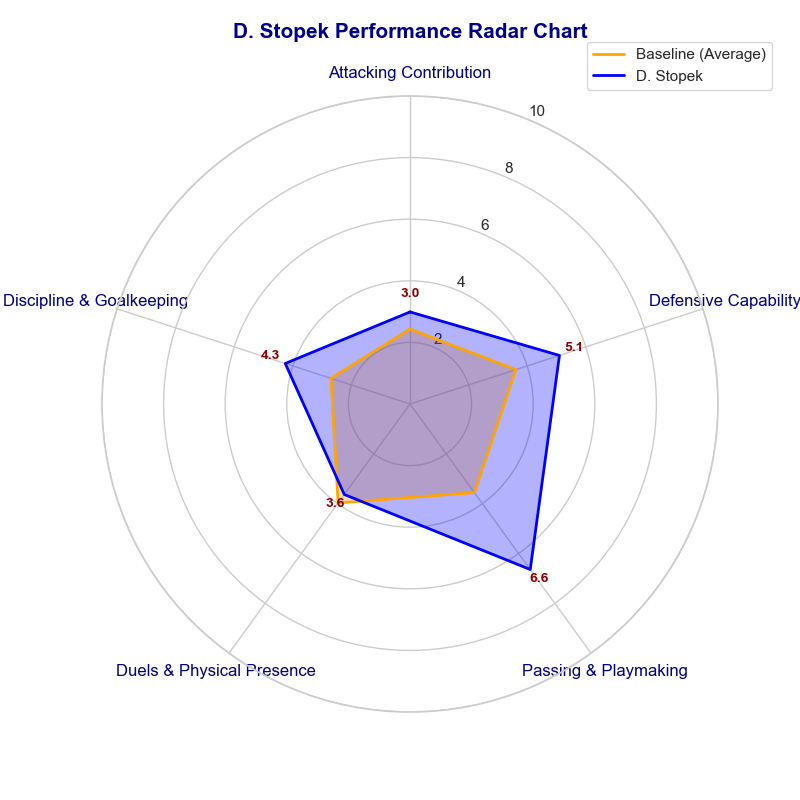 D. Stopek Performance Radar Chart
Baseline (Average)
D. Stopek
Attacking Contribution
10
8
6
4
2
3.0
Discipline & Goalkeeping
Defensive Capability
4.3
5.1
3.6
6.6
Duels & Physical Presence
Passing & Playmaking